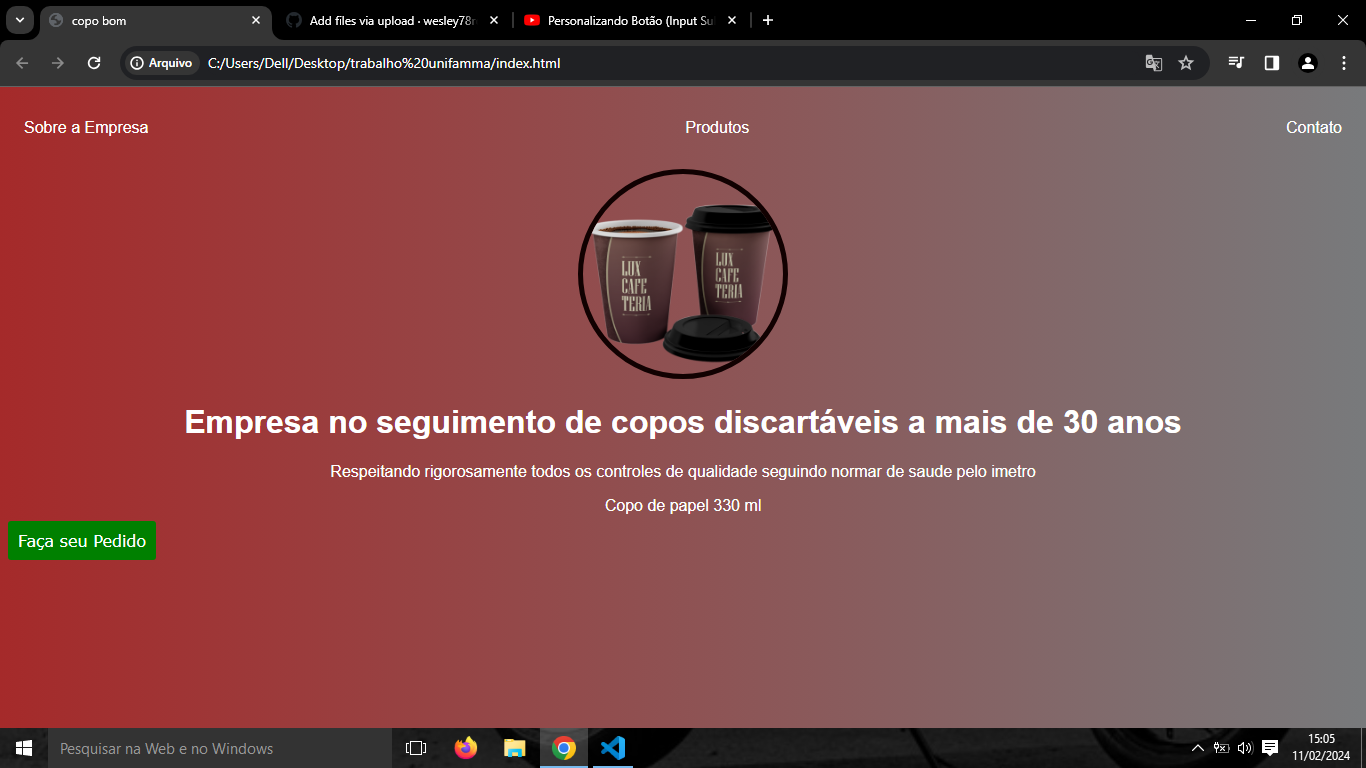 copo bom
Add files via upload · wesley78r
Personalizando Botão (Input Su
Arquivo
C:/Users/Dell/Desktop/trabalho%20unifamma/index.html
Sobre a Empresa
Produtos
Contato
LUX
CAFE
TERIA
LUX
CAFE
TERIA
Empresa no seguimento de copos discartáveis a mais de 30 anos
Respeitando rigorosamente todos os controles de qualidade seguindo normar de saude pelo imetro
Copo de papel 330 ml
Faça seu Pedido
Pesquisar na Web e no Windows
15:05
11/02/2024